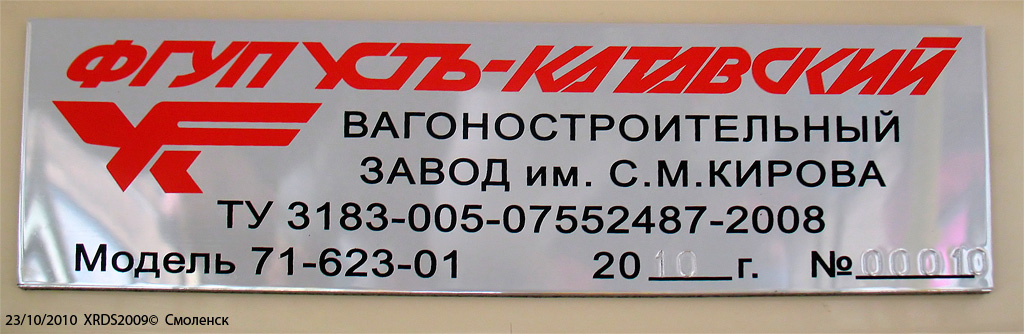 ФГУП УСТЬ-КАТАВСКИЙ
ВАГОНОСТРОИТЕЛЬНЫЙ
ЗАВОД им. С.М.КИРОВА
ТУ 3183-005-07552487-2008
Модель 71-623-01 2010 г. №00010
23/10/2010 XRDS2009© Смоленск